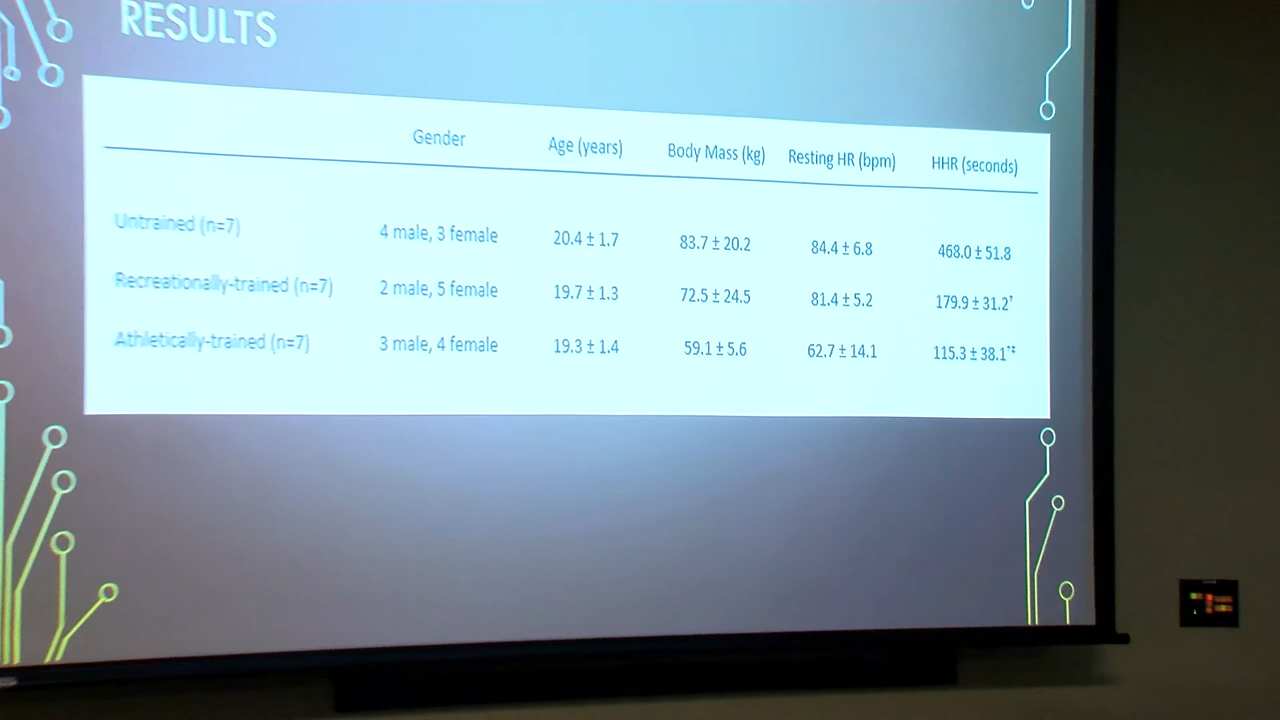 RESULTS
Gender Age (years) Body Mass (kg) Resting HR (bpm) HHR (seconds)
Untrained (n=7) 4 male, 3 female 20.4 ± 1.7 83.7 ± 20.2 84.4 ± 6.8 468.0 ± 51.8
Recreationally-trained (n=7) 2 male, 5 female 19.7 ± 1.3 72.5 ± 24.5 81.4 ± 5.2 179.9 ± 31.2†
Athletically-trained (n=7) 3 male, 4 female 19.3 ± 1.4 59.1 ± 5.6 62.7 ± 14.1 115.3 ± 38.1*‡